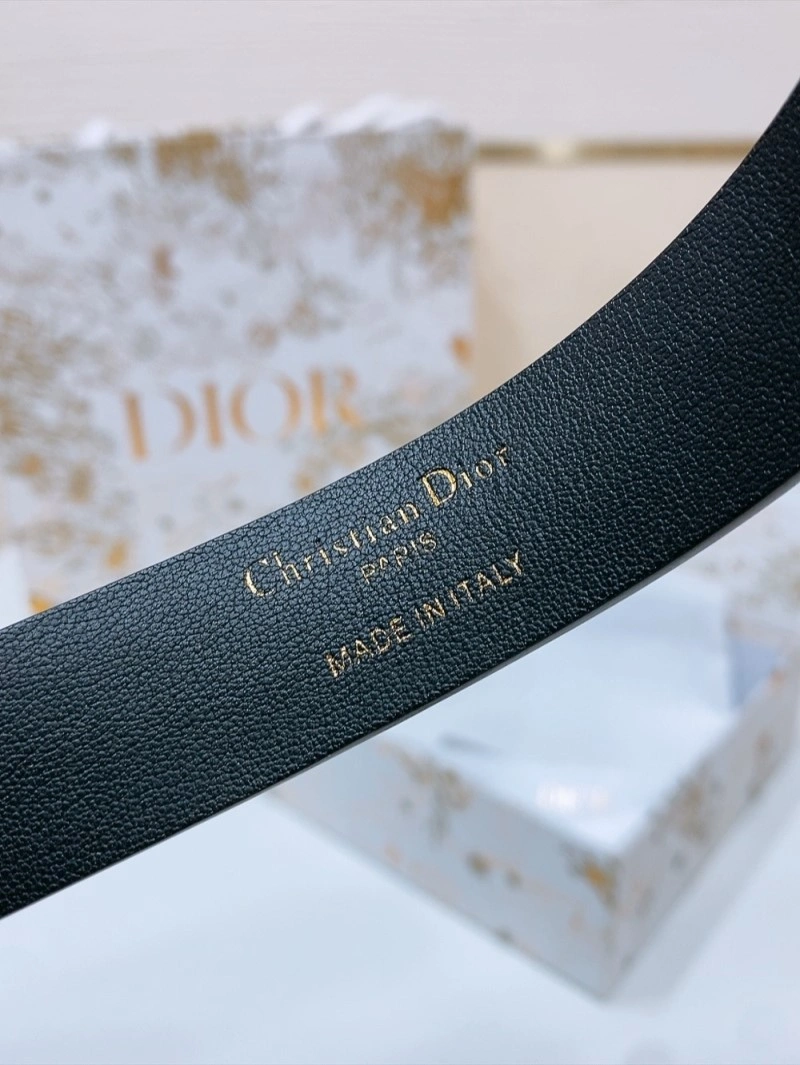 DIOR
Christian Dior
PARIS
MADE IN ITALY